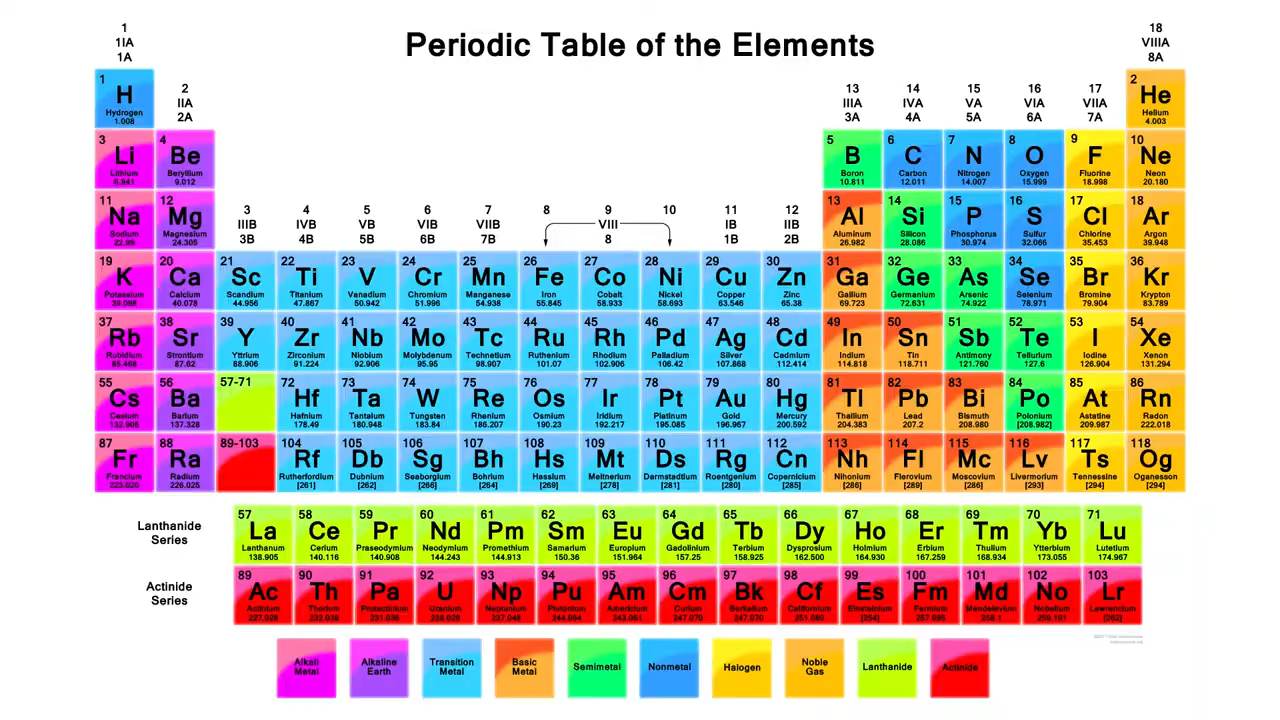 Periodic Table of the Elements
1
1IA
1A
18
VIIIA
8A
2
IIA
2A
13
IIIA
3A
14
IVA
4A
15
VA
5A
16
VIA
6A
17
VIIA
7A
3
IIIB
3B
4
IVB
4B
5
VB
5B
6
VIB
6B
7
VIIB
7B
8 9 10
VIII
8
11
IB
1B
12
IIB
2B
1 H Hydrogen 1.008
2 He Helium 4.003
3 Li Lithium 6.941
4 Be Beryllium 9.012
5 B Boron 10.811
6 C Carbon 12.011
7 N Nitrogen 14.007
8 O Oxygen 15.999
9 F Fluorine 18.998
10 Ne Neon 20.180
11 Na Sodium 22.99
12 Mg Magnesium 24.305
13 Al Aluminum 26.982
14 Si Silicon 28.086
15 P Phosphorus 30.974
16 S Sulfur 32.066
17 Cl Chlorine 35.453
18 Ar Argon 39.948
19 K Potassium 39.098
20 Ca Calcium 40.078
21 Sc Scandium 44.956
22 Ti Titanium 47.867
23 V Vanadium 50.942
24 Cr Chromium 51.996
25 Mn Manganese 54.938
26 Fe Iron 55.845
27 Co Cobalt 58.933
28 Ni Nickel 58.693
29 Cu Copper 63.546
30 Zn Zinc 65.38
31 Ga Gallium 69.723
32 Ge Germanium 72.631
33 As Arsenic 74.922
34 Se Selenium 78.971
35 Br Bromine 79.904
36 Kr Krypton 83.789
37 Rb Rubidium 85.468
38 Sr Strontium 87.62
39 Y Yttrium 88.906
40 Zr Zirconium 91.224
41 Nb Niobium 92.906
42 Mo Molybdenum 95.95
43 Tc Technetium 98.907
44 Ru Ruthenium 101.07
45 Rh Rhodium 102.906
46 Pd Palladium 106.42
47 Ag Silver 107.868
48 Cd Cadmium 112.414
49 In Indium 114.818
50 Sn Tin 118.711
51 Sb Antimony 121.760
52 Te Tellurium 127.6
53 I Iodine 126.904
54 Xe Xenon 131.294
55 Cs Cesium 132.905
56 Ba Barium 137.328
57-71
72 Hf Hafnium 178.49
73 Ta Tantalum 180.948
74 W Tungsten 183.84
75 Re Rhenium 186.207
76 Os Osmium 190.23
77 Ir Iridium 192.217
78 Pt Platinum 195.085
79 Au Gold 196.967
80 Hg Mercury 200.592
81 Tl Thallium 204.383
82 Pb Lead 207.2
83 Bi Bismuth 208.980
84 Po Polonium [208.982]
85 At Astatine 209.987
86 Rn Radon 222.018
87 Fr Francium 223.020
88 Ra Radium 226.025
89-103
104 Rf Rutherfordium [261]
105 Db Dubnium [262]
106 Sg Seaborgium [266]
107 Bh Bohrium [264]
108 Hs Hassium [269]
109 Mt Meitnerium [278]
110 Ds Darmstadtium [281]
111 Rg Roentgenium [280]
112 Cn Copernicium [285]
113 Nh Nihonium [286]
114 Fl Flerovium [289]
115 Mc Moscovium [286]
116 Lv Livermorium [293]
117 Ts Tennessine [294]
118 Og Oganesson [294]
Lanthanide
Series
57 La Lanthanum 138.905
58 Ce Cerium 140.116
59 Pr Praseodymium 140.908
60 Nd Neodymium 144.243
61 Pm Promethium 144.913
62 Sm Samarium 150.36
63 Eu Europium 151.964
64 Gd Gadolinium 157.25
65 Tb Terbium 158.925
66 Dy Dysprosium 162.500
67 Ho Holmium 164.930
68 Er Erbium 167.259
69 Tm Thulium 168.934
70 Yb Ytterbium 173.055
71 Lu Lutetium 174.967
Actinide
Series
89 Ac Actinium 227.028
90 Th Thorium 232.038
91 Pa Protactinium 231.036
92 U Uranium 238.029
93 Np Neptunium 237.048
94 Pu Plutonium 244.064
95 Am Americium 243.061
96 Cm Curium 247.070
97 Bk Berkelium 247.070
98 Cf Californium 251.080
99 Es Einsteinium [254]
100 Fm Fermium 257.095
101 Md Mendelevium 258.1
102 No Nobelium 259.101
103 Lr Lawrencium [262]
Alkali
Metal
Alkaline
Earth
Transition
Metal
Basic
Metal
Semimetal
Nonmetal
Halogen
Noble
Gas
Lanthanide
Actinide